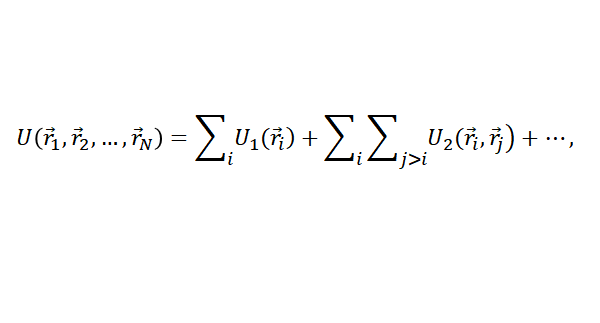 U(r⃗₁, r⃗₂, …, r⃗_N) = ∑_i U₁(r⃗_i) + ∑_i ∑_{j>i} U₂(r⃗_i, r⃗_j) + ⋯,